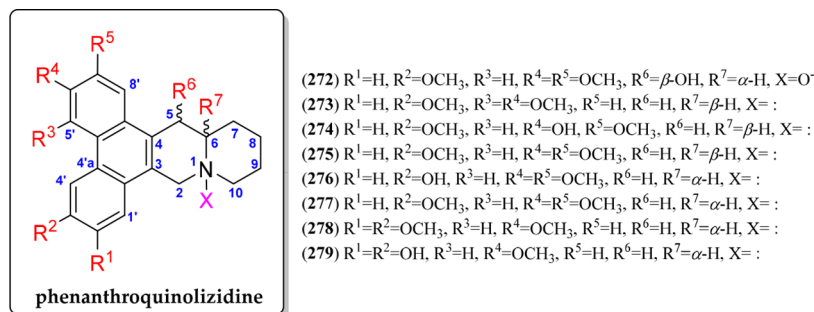 R⁵
R⁴
R⁶
8'
R⁷
5
R³
5'
4
6
7
8
4'a
3
1
9
4'
N
2
10
X
R²
1'
R¹
phenanthroquinolizidine
(272) R¹=H, R²=OCH₃, R³=H, R⁴=R⁵=OCH₃, R⁶=β-OH, R⁷=α-H, X=O⁻
(273) R¹=H, R²=OCH₃, R³=R⁴=OCH₃, R⁵=H, R⁶=H, R⁷=β-H, X= :
(274) R¹=H, R²=OCH₃, R³=H, R⁴=OH, R⁵=OCH₃, R⁶=H, R⁷=β-H, X= :
(275) R¹=H, R²=OCH₃, R³=H, R⁴=R⁵=OCH₃, R⁶=H, R⁷=β-H, X= :
(276) R¹=H, R²=OH, R³=H, R⁴=R⁵=OCH₃, R⁶=H, R⁷=α-H, X= :
(277) R¹=H, R²=OCH₃, R³=H, R⁴=R⁵=OCH₃, R⁶=H, R⁷=α-H, X= :
(278) R¹=R²=OCH₃, R³=H, R⁴=OCH₃, R⁵=H, R⁶=H, R⁷=α-H, X= :
(279) R¹=R²=OH, R³=H, R⁴=OCH₃, R⁵=H, R⁶=H, R⁷=α-H, X= :